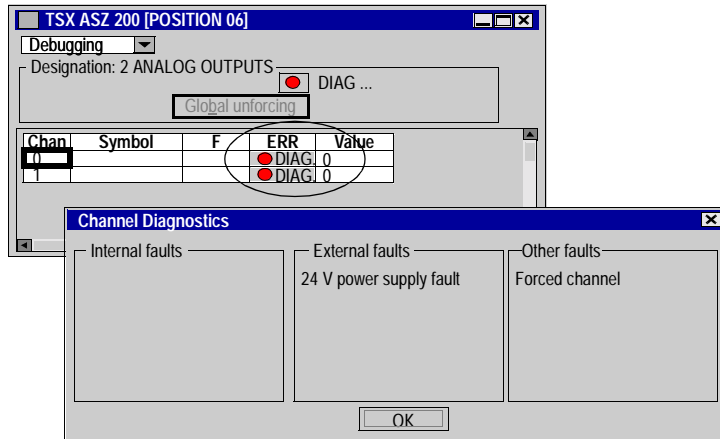 TSX ASZ 200 [POSITION 06]
Debugging
Designation: 2 ANALOG OUTPUTS
DIAG ...
Global unforcing
Chan Symbol F ERR Value
0 DIAG. 0
1 DIAG. 0
Channel Diagnostics
Internal faults External faults Other faults
24 V power supply fault Forced channel
OK